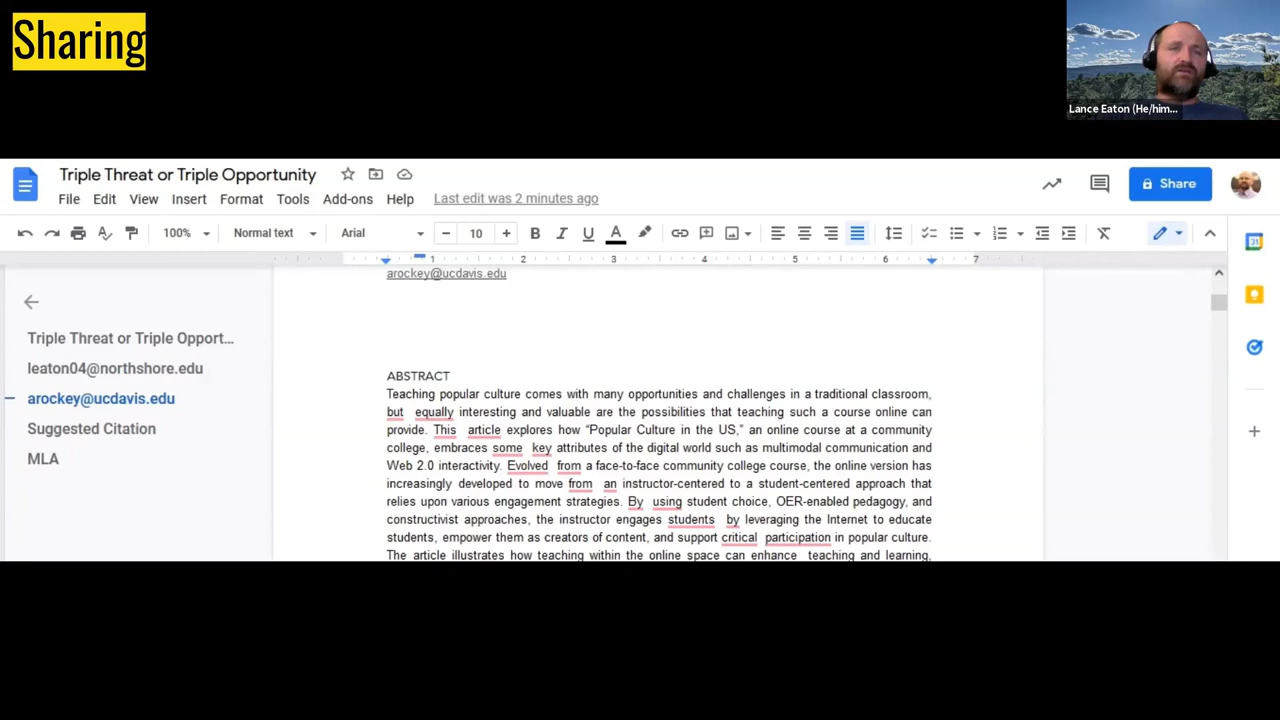 Sharing
Lance Eaton (He/him...
Triple Threat or Triple Opportunity
File Edit View Insert Format Tools Add-ons Help Last edit was 2 minutes ago
Share
100% Normal text Arial 10 B I U A
1 2 3 4 5 6 7
31
arockey@ucdavis.edu
Triple Threat or Triple Opport...
leaton04@northshore.edu
arockey@ucdavis.edu
Suggested Citation
MLA
ABSTRACT
Teaching popular culture comes with many opportunities and challenges in a traditional classroom,
but equally interesting and valuable are the possibilities that teaching such a course online can
provide. This article explores how “Popular Culture in the US,” an online course at a community
college, embraces some key attributes of the digital world such as multimodal communication and
Web 2.0 interactivity. Evolved from a face-to-face community college course, the online version has
increasingly developed to move from an instructor-centered to a student-centered approach that
relies upon various engagement strategies. By using student choice, OER-enabled pedagogy, and
constructivist approaches, the instructor engages students by leveraging the Internet to educate
students, empower them as creators of content, and support critical participation in popular culture.
The article illustrates how teaching within the online space can enhance teaching and learning,